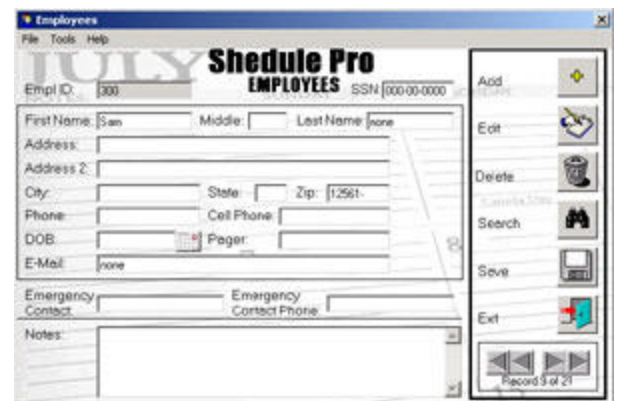 Employees
File Tools Help
JULY
Shedule Pro
EMPLOYEES
Empl ID: 300
SSN 000-00-0000
First Name: Sam Middle: Last Name: none
Address:
Address 2:
City: State: Zip: 12561-
Phone: Cell Phone:
DOB: Pager:
E-Mail: none
Emergency Contact: Emergency Contact Phone:
Notes:
Add
Edit
Delete
Search
Save
Exit
Record 9 of 21